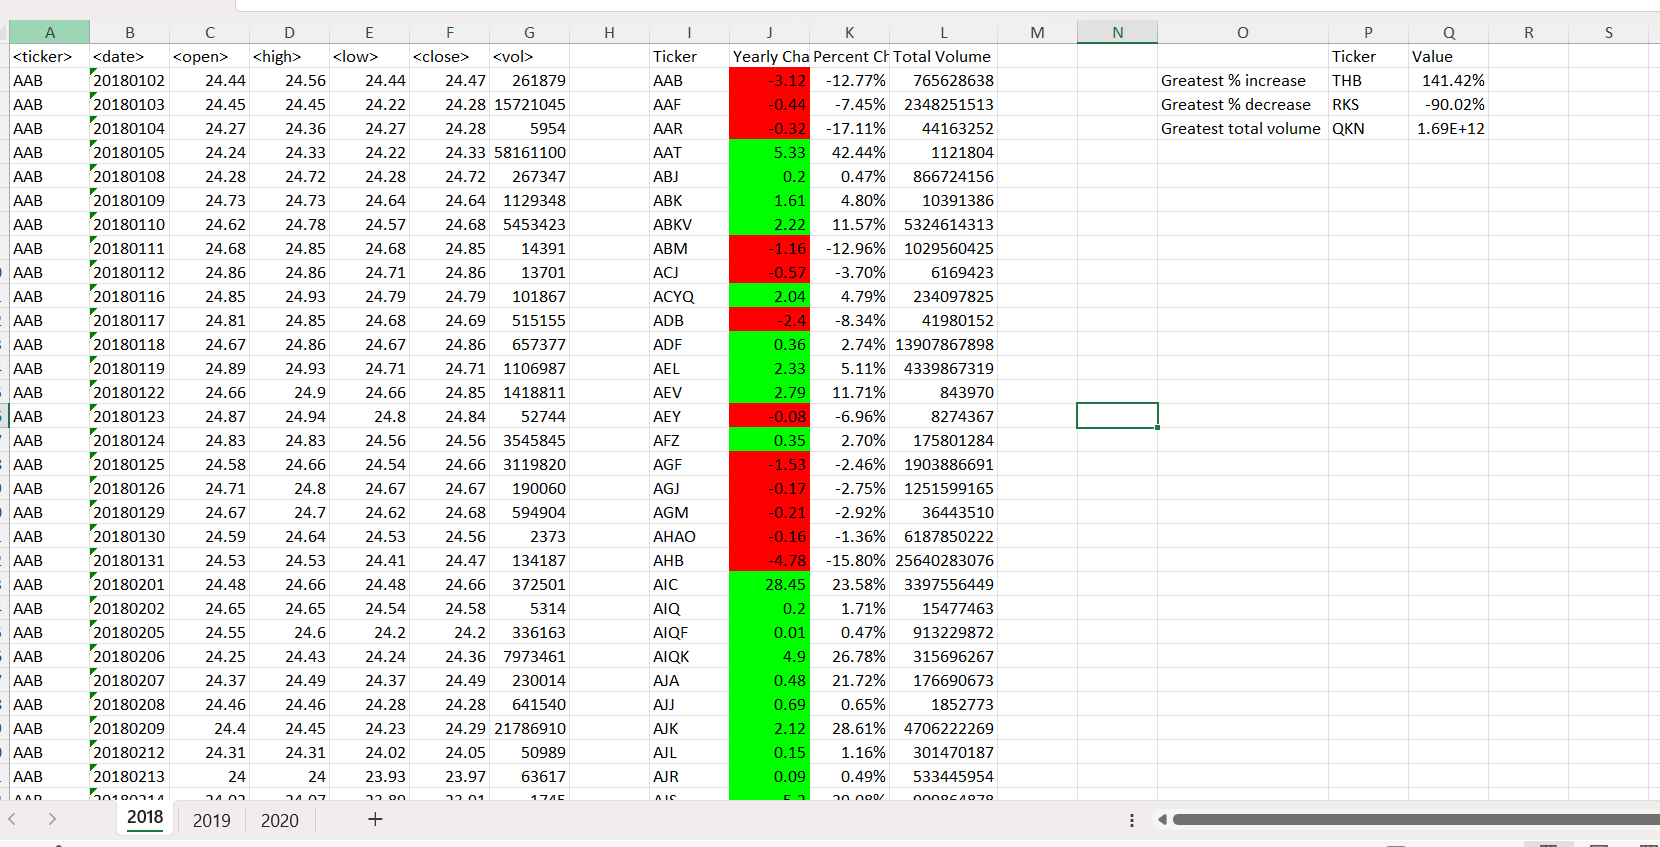 A B C D E F G H I J K L M N O P Q R S
<ticker> <date> <open> <high> <low> <close> <vol> Ticker Yearly Cha Percent Ch Total Volume Ticker Value
AAB 20180102 24.44 24.56 24.44 24.47 261879 AAB -3.12 -12.77% 765628638 Greatest % increase THB 141.42%
AAB 20180103 24.45 24.45 24.22 24.28 15721045 AAF -0.44 -7.45% 2348251513 Greatest % decrease RKS -90.02%
AAB 20180104 24.27 24.36 24.27 24.28 5954 AAR -0.32 -17.11% 44163252 Greatest total volume QKN 1.69E+12
AAB 20180105 24.24 24.33 24.22 24.33 58161100 AAT 5.33 42.44% 1121804
AAB 20180108 24.28 24.72 24.28 24.72 267347 ABJ 0.2 0.47% 866724156
AAB 20180109 24.73 24.73 24.64 24.64 1129348 ABK 1.61 4.80% 10391386
AAB 20180110 24.62 24.78 24.57 24.68 5453423 ABKV 2.22 11.57% 5324614313
AAB 20180111 24.68 24.85 24.68 24.85 14391 ABM -1.16 -12.96% 1029560425
AAB 20180112 24.86 24.86 24.71 24.86 13701 ACJ -0.57 -3.70% 6169423
AAB 20180116 24.85 24.93 24.79 24.79 101867 ACYQ 2.04 4.79% 234097825
AAB 20180117 24.81 24.85 24.68 24.69 515155 ADB -2.4 -8.34% 41980152
AAB 20180118 24.67 24.86 24.67 24.86 657377 ADF 0.36 2.74% 13907867898
AAB 20180119 24.89 24.93 24.71 24.71 1106987 AEL 2.33 5.11% 4339867319
AAB 20180122 24.66 24.9 24.66 24.85 1418811 AEV 2.79 11.71% 843970
AAB 20180123 24.87 24.94 24.8 24.84 52744 AEY -0.08 -6.96% 8274367
AAB 20180124 24.83 24.83 24.56 24.56 3545845 AFZ 0.35 2.70% 175801284
AAB 20180125 24.58 24.66 24.54 24.66 3119820 AGF -1.53 -2.46% 1903886691
AAB 20180126 24.71 24.8 24.67 24.67 190060 AGJ -0.17 -2.75% 1251599165
AAB 20180129 24.67 24.7 24.62 24.68 594904 AGM -0.21 -2.92% 36443510
AAB 20180130 24.59 24.64 24.53 24.56 2373 AHAO -0.16 -1.36% 6187850222
AAB 20180131 24.53 24.53 24.41 24.47 134187 AHB -4.78 -15.80% 25640283076
AAB 20180201 24.48 24.66 24.48 24.66 372501 AIC 28.45 23.58% 3397556449
AAB 20180202 24.65 24.65 24.54 24.58 5314 AIQ 0.2 1.71% 15477463
AAB 20180205 24.55 24.6 24.2 24.2 336163 AIQF 0.01 0.47% 913229872
AAB 20180206 24.25 24.43 24.24 24.36 7973461 AIQK 4.9 26.78% 315696267
AAB 20180207 24.37 24.49 24.37 24.49 230014 AJA 0.48 21.72% 176690673
AAB 20180208 24.46 24.46 24.28 24.28 641540 AJJ 0.69 0.65% 1852773
AAB 20180209 24.4 24.45 24.23 24.29 21786910 AJK 2.12 28.61% 4706222269
AAB 20180212 24.31 24.31 24.02 24.05 50989 AJL 0.15 1.16% 301470187
AAB 20180213 24 24 23.93 23.97 63617 AJR 0.09 0.49% 533445954
2018 2019 2020